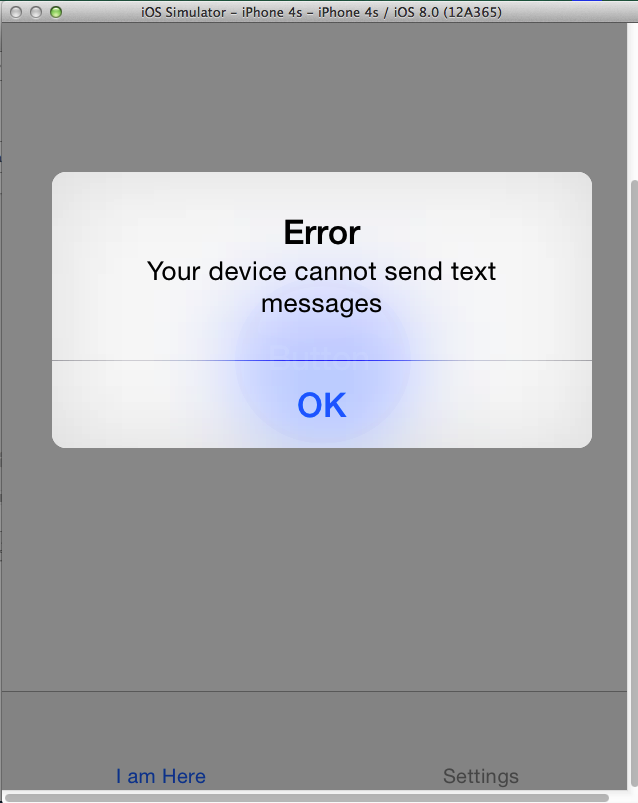 iOS Simulator – iPhone 4s – iPhone 4s / iOS 8.0 (12A365)
Error
Your device cannot send text
messages
Button
OK
I am Here
Settings